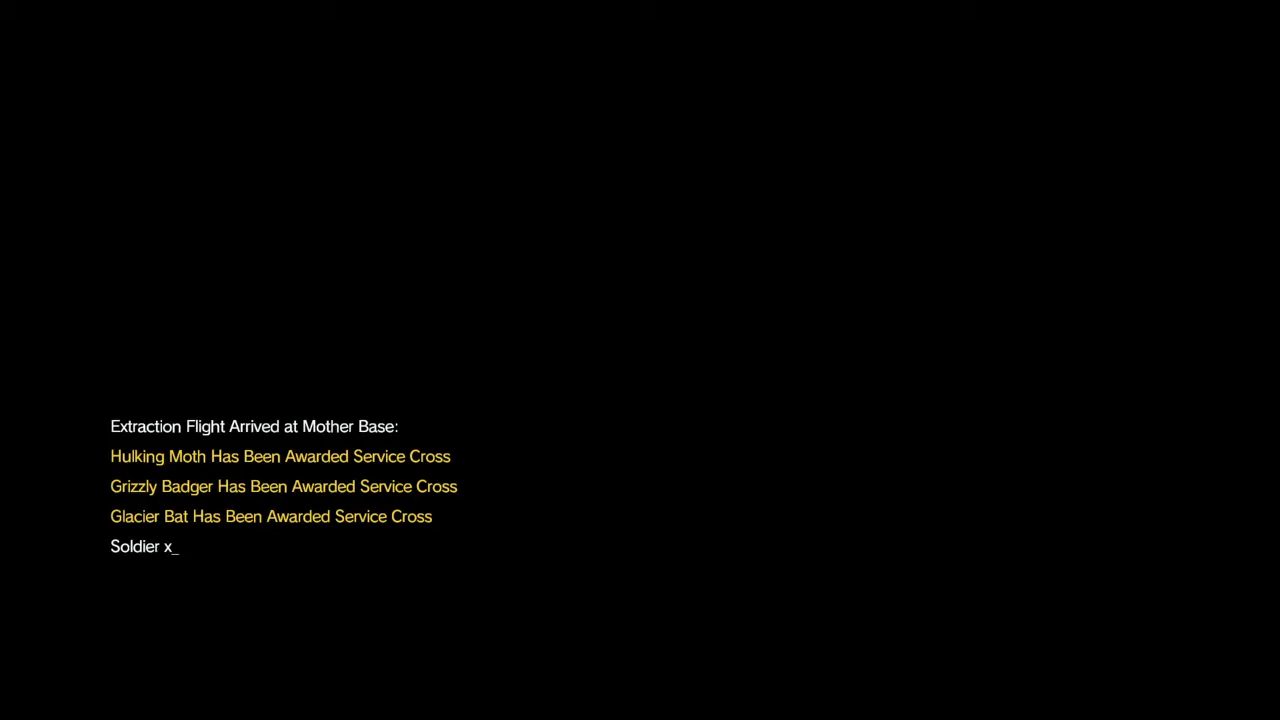 Extraction Flight Arrived at Mother Base:
Hulking Moth Has Been Awarded Service Cross
Grizzly Badger Has Been Awarded Service Cross
Glacier Bat Has Been Awarded Service Cross
Soldier x_